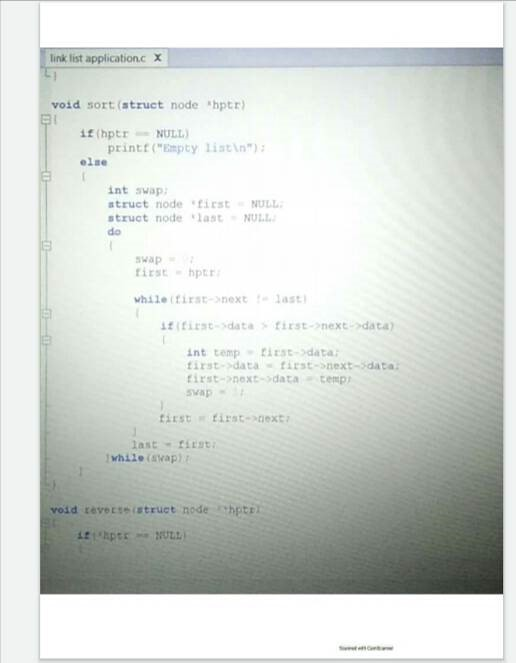 link list application.c X
}
void sort(struct node *hptr)
{
if(hptr == NULL)
printf("Empty list\n");
else
{
int swap;
struct node *first = NULL;
struct node *last = NULL;
do
{
swap = ;
first = hptr;
while(first->next != last)
{
if(first->data > first->next->data)
{
int temp = first->data;
first->data = first->next->data;
first->next->data = temp;
swap = ;
}
first = first->next;
}
last = first;
}while(swap);
}
}
void reverse(struct node **hptr)
{
if(*hptr == NULL)
{
Scanned with CamScanner